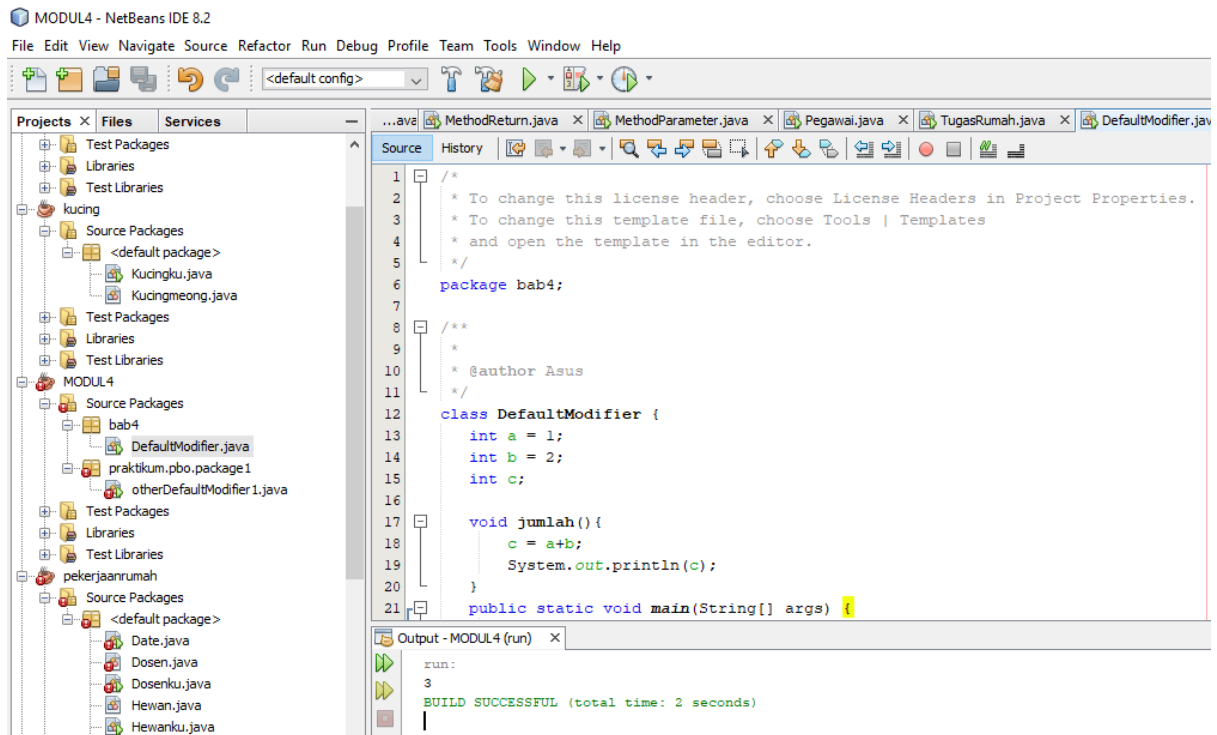 MODUL4 - NetBeans IDE 8.2
File Edit View Navigate Source Refactor Run Debug Profile Team Tools Window Help
<default config>
Projects Files Services
Test Packages
Libraries
Test Libraries
kucing
Source Packages
<default package>
Kucingku.java
Kucingmeong.java
Test Packages
Libraries
Test Libraries
MODUL4
Source Packages
bab4
DefaultModifier.java
praktikum.pbo.package1
otherDefaultModifier1.java
Test Packages
Libraries
Test Libraries
pekerjaanrumah
Source Packages
<default package>
Date.java
Dosen.java
Dosenku.java
Hewan.java
Hewanku.java
...ava MethodReturn.java MethodParameter.java Pegawai.java TugasRumah.java DefaultModifier.jav
Source History
1 /*
2 * To change this license header, choose License Headers in Project Properties.
3 * To change this template file, choose Tools | Templates
4 * and open the template in the editor.
5 */
6 package bab4;
7
8 /**
9 *
10 * @author Asus
11 */
12 class DefaultModifier {
13 int a = 1;
14 int b = 2;
15 int c;
16
17 void jumlah(){
18 c = a+b;
19 System.out.println(c);
20 }
21 public static void main(String[] args) {
Output - MODUL4 (run)
run:
3
BUILD SUCCESSFUL (total time: 2 seconds)